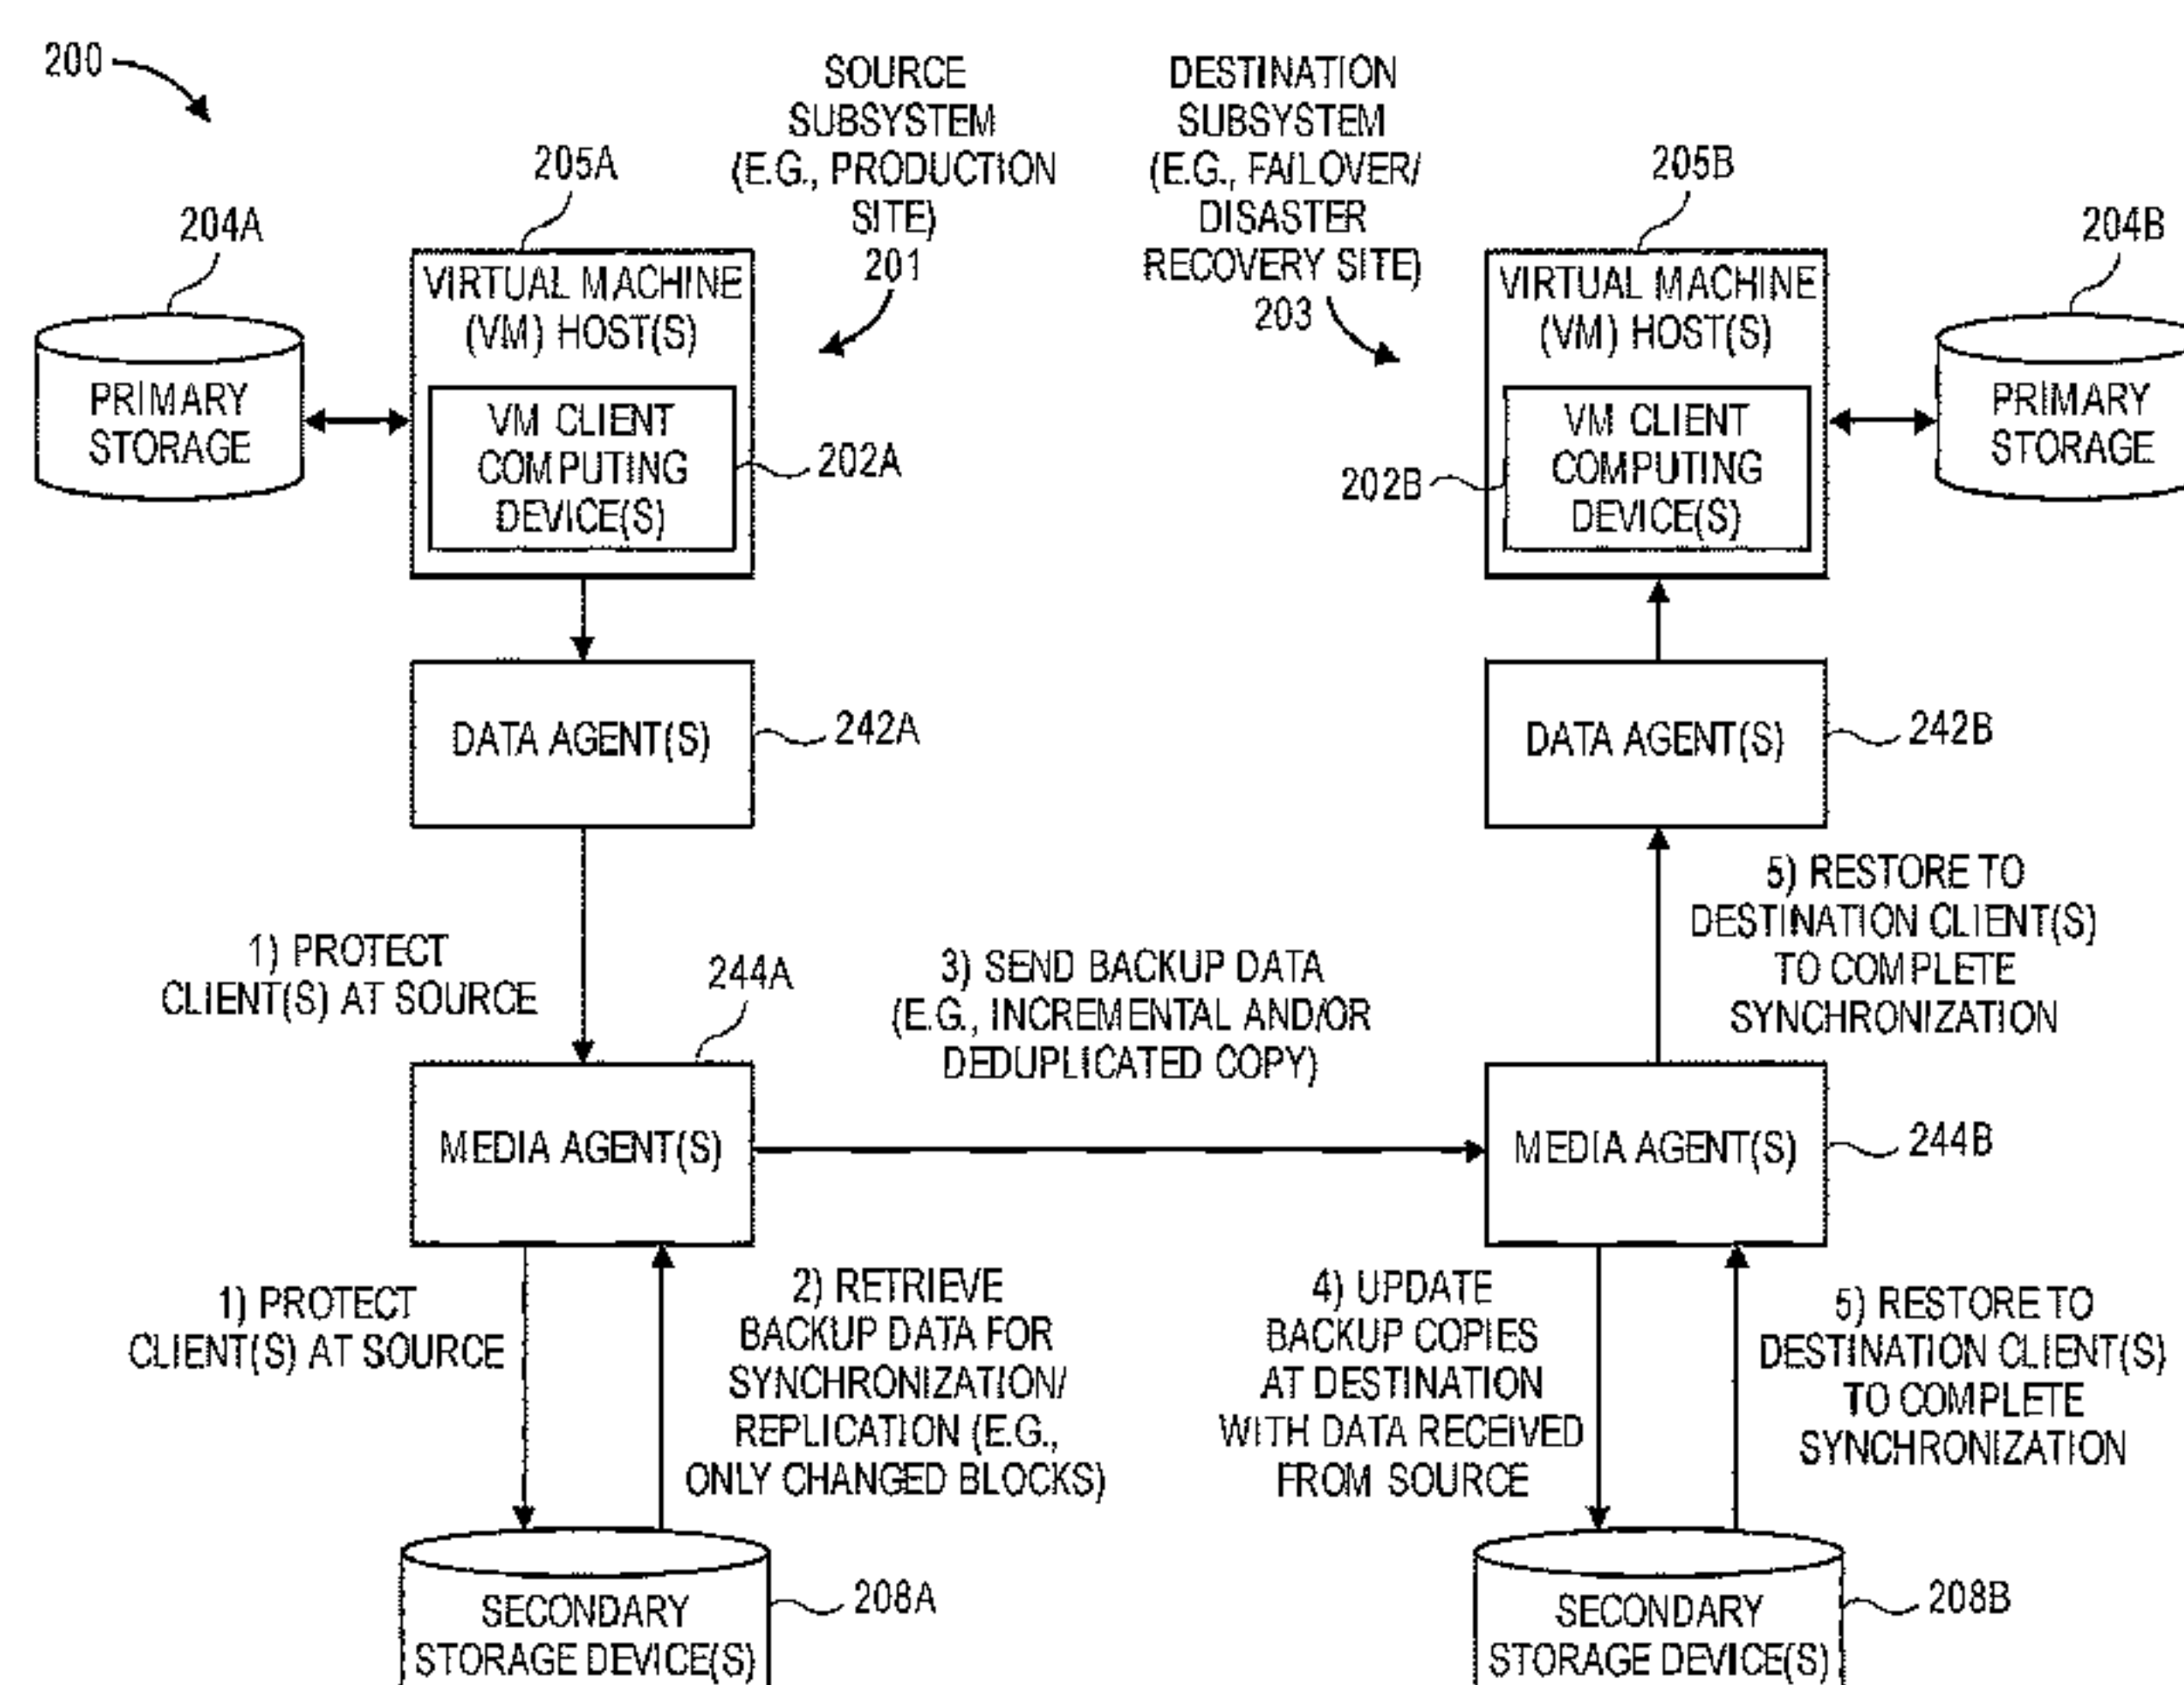 200
SOURCE
SUBSYSTEM
(E.G., PRODUCTION
SITE)
201
DESTINATION
SUBSYSTEM
(E.G., FAILOVER/
DISASTER
RECOVERY SITE)
203
205A
204A
VIRTUAL MACHINE
(VM) HOST(S)
PRIMARY
STORAGE
VM CLIENT
COMPUTING
DEVICE(S)
202A
205B
204B
VIRTUAL MACHINE
(VM) HOST(S)
VM CLIENT
COMPUTING
DEVICE(S)
202B
PRIMARY
STORAGE
DATA AGENT(S)
242A
DATA AGENT(S)
242B
1) PROTECT
CLIENT(S) AT SOURCE
244A
3) SEND BACKUP DATA
(E.G., INCREMENTAL AND/OR
DEDUPLICATED COPY)
5) RESTORE TO
DESTINATION CLIENT(S)
TO COMPLETE
SYNCHRONIZATION
MEDIA AGENT(S)
MEDIA AGENT(S)
244B
1) PROTECT
CLIENT(S) AT SOURCE
2) RETRIEVE
BACKUP DATA FOR
SYNCHRONIZATION/
REPLICATION (E.G.,
ONLY CHANGED BLOCKS)
4) UPDATE
BACKUP COPIES
AT DESTINATION
WITH DATA RECEIVED
FROM SOURCE
5) RESTORE TO
DESTINATION CLIENT(S)
TO COMPLETE
SYNCHRONIZATION
SECONDARY
STORAGE DEVICE(S)
208A
SECONDARY
STORAGE DEVICE(S)
208B